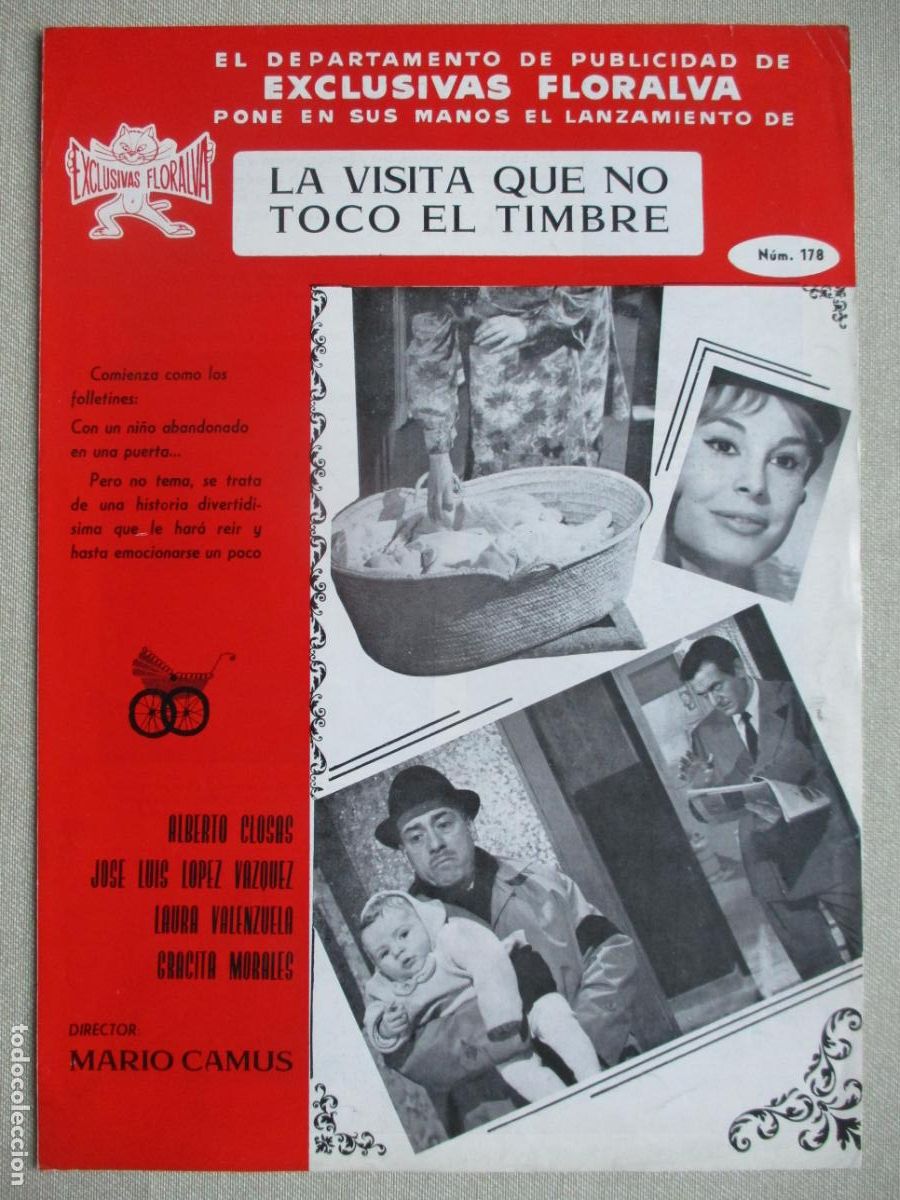 EL DEPARTAMENTO DE PUBLICIDAD DE
EXCLUSIVAS FLORALVA
PONE EN SUS MANOS EL LANZAMIENTO DE
EXCLUSIVAS FLORALVA
LA VISITA QUE NO
TOCO EL TIMBRE
Núm. 178
Comienza como los
folletines:
Con un niño abandonado
en una puerta...
Pero no tema, se trata
de una historia divertidí-
sima que le hará reir y
hasta emocionarse un poco
ALBERTO CLOSAS
JOSE LUIS LOPEZ VAZQUEZ
LAURA VALENZUELA
GRACITA MORALES
DIRECTOR:
MARIO CAMUS
todocoleccion